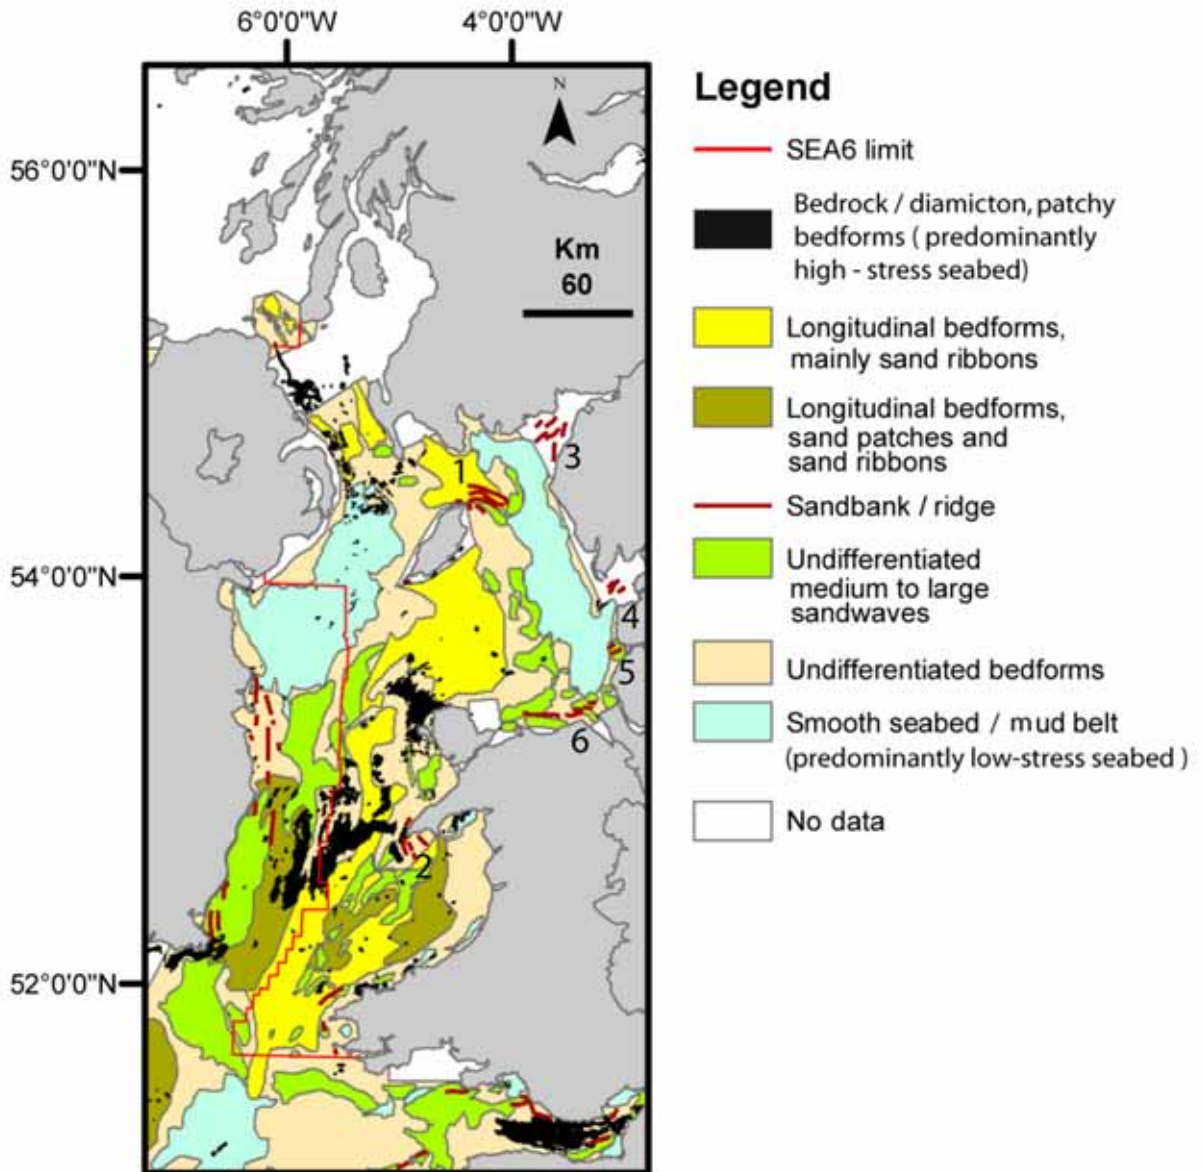 6°0'0"W 4°0'0"W
N
56°0'0"N
Km
60
3
1
54°0'0"N
4
5
6
2
52°0'0"N
Legend
SEA6 limit
Bedrock / diamicton, patchy
bedforms ( predominantly
high - stress seabed)
Longitudinal bedforms,
mainly sand ribbons
Longitudinal bedforms,
sand patches and
sand ribbons
Sandbank / ridge
Undifferentiated
medium to large
sandwaves
Undifferentiated bedforms
Smooth seabed / mud belt
(predominantly low-stress seabed )
No data